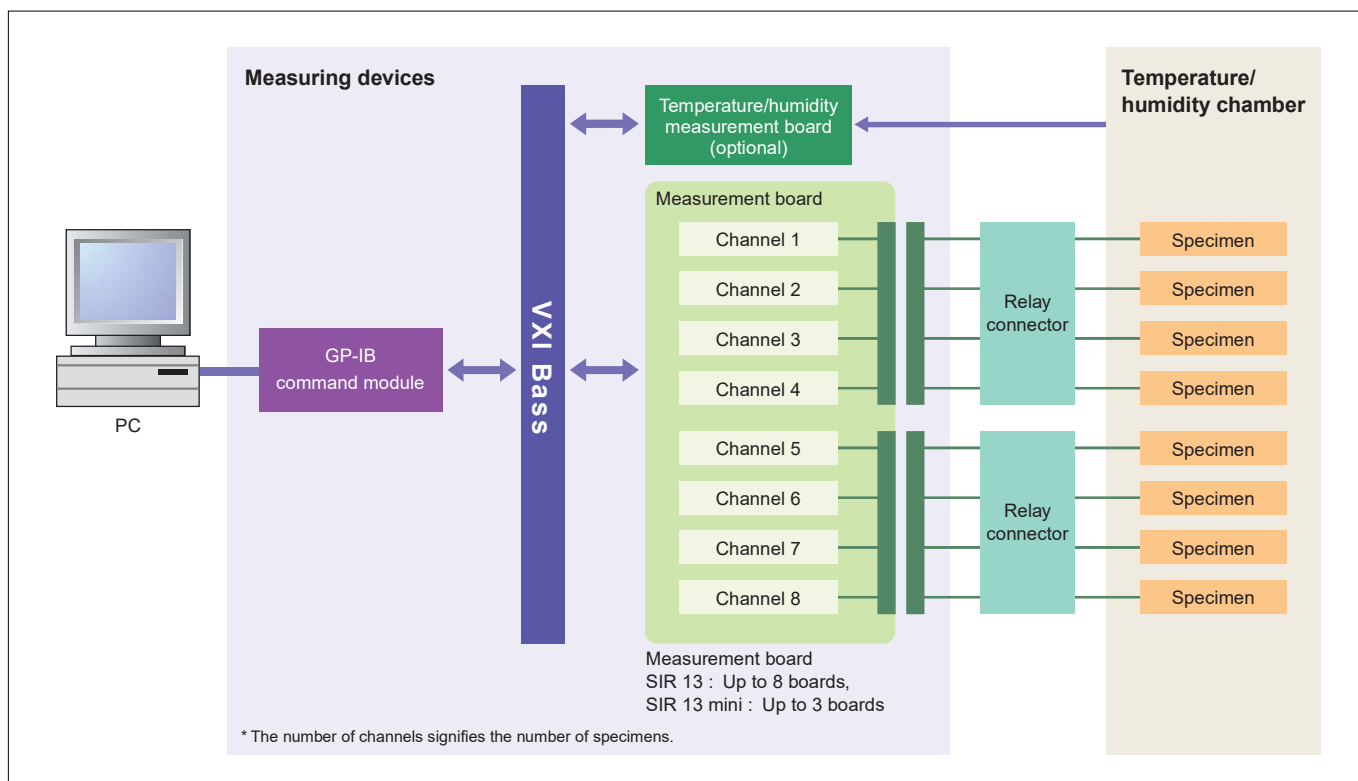 Measuring devices
Temperature/
humidity chamber
Temperature/humidity
measurement board
(optional)
Measurement board
Channel 1
Channel 2
Channel 3
Channel 4
Channel 5
Channel 6
Channel 7
Channel 8
VXI Bass
GP-IB
command module
PC
Relay
connector
Relay
connector
Specimen
Specimen
Specimen
Specimen
Specimen
Specimen
Specimen
Specimen
Measurement board
SIR 13 : Up to 8 boards,
SIR 13 mini : Up to 3 boards
* The number of channels signifies the number of specimens.